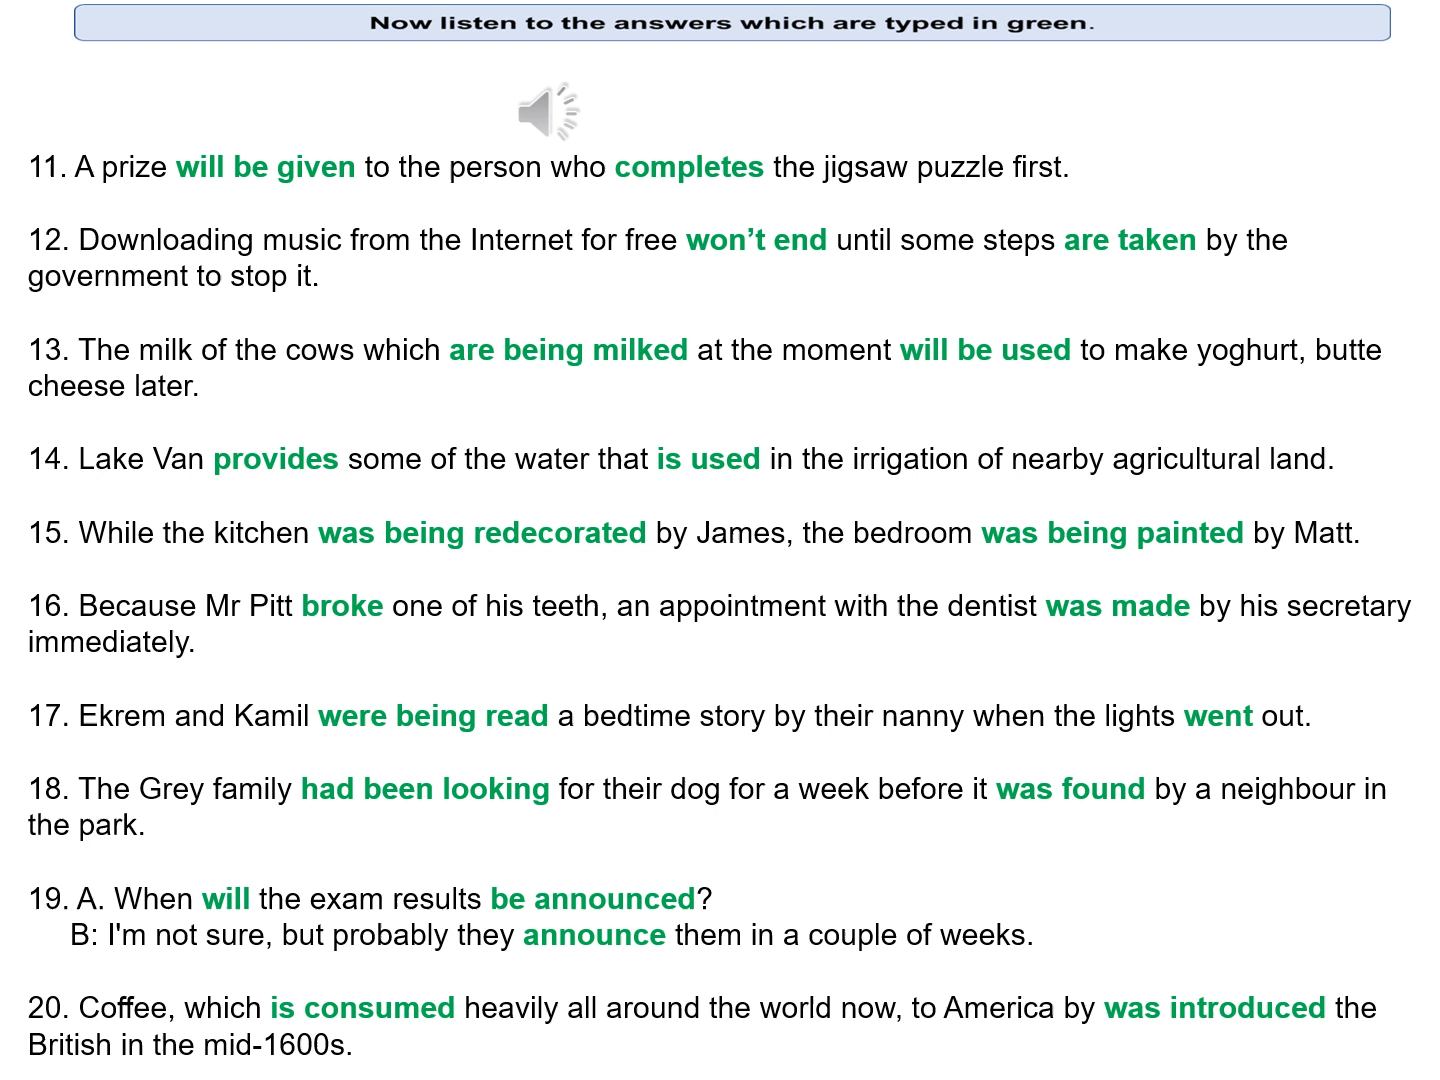 Now listen to the answers which are typed in green.
11. A prize will be given to the person who completes the jigsaw puzzle first.
12. Downloading music from the Internet for free won’t end until some steps are taken by the
government to stop it.
13. The milk of the cows which are being milked at the moment will be used to make yoghurt, butte
cheese later.
14. Lake Van provides some of the water that is used in the irrigation of nearby agricultural land.
15. While the kitchen was being redecorated by James, the bedroom was being painted by Matt.
16. Because Mr Pitt broke one of his teeth, an appointment with the dentist was made by his secretary
immediately.
17. Ekrem and Kamil were being read a bedtime story by their nanny when the lights went out.
18. The Grey family had been looking for their dog for a week before it was found by a neighbour in
the park.
19. A. When will the exam results be announced?
B: I'm not sure, but probably they announce them in a couple of weeks.
20. Coffee, which is consumed heavily all around the world now, to America by was introduced the
British in the mid-1600s.